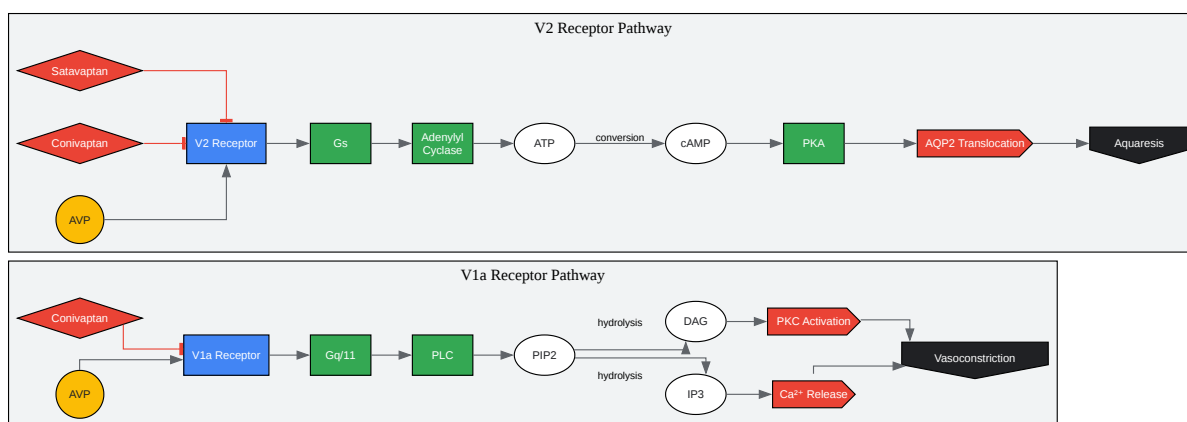 V2 Receptor Pathway
Satavaptan
Conivaptan
V2 Receptor
Gs
Adenylyl
Cyclase
ATP
conversion
cAMP
PKA
AQP2 Translocation
Aquaresis
AVP
V1a Receptor Pathway
Conivaptan
AVP
V1a Receptor
Gq/11
PLC
PIP2
hydrolysis
hydrolysis
DAG
PKC Activation
IP3
Ca²⁺ Release
Vasoconstriction